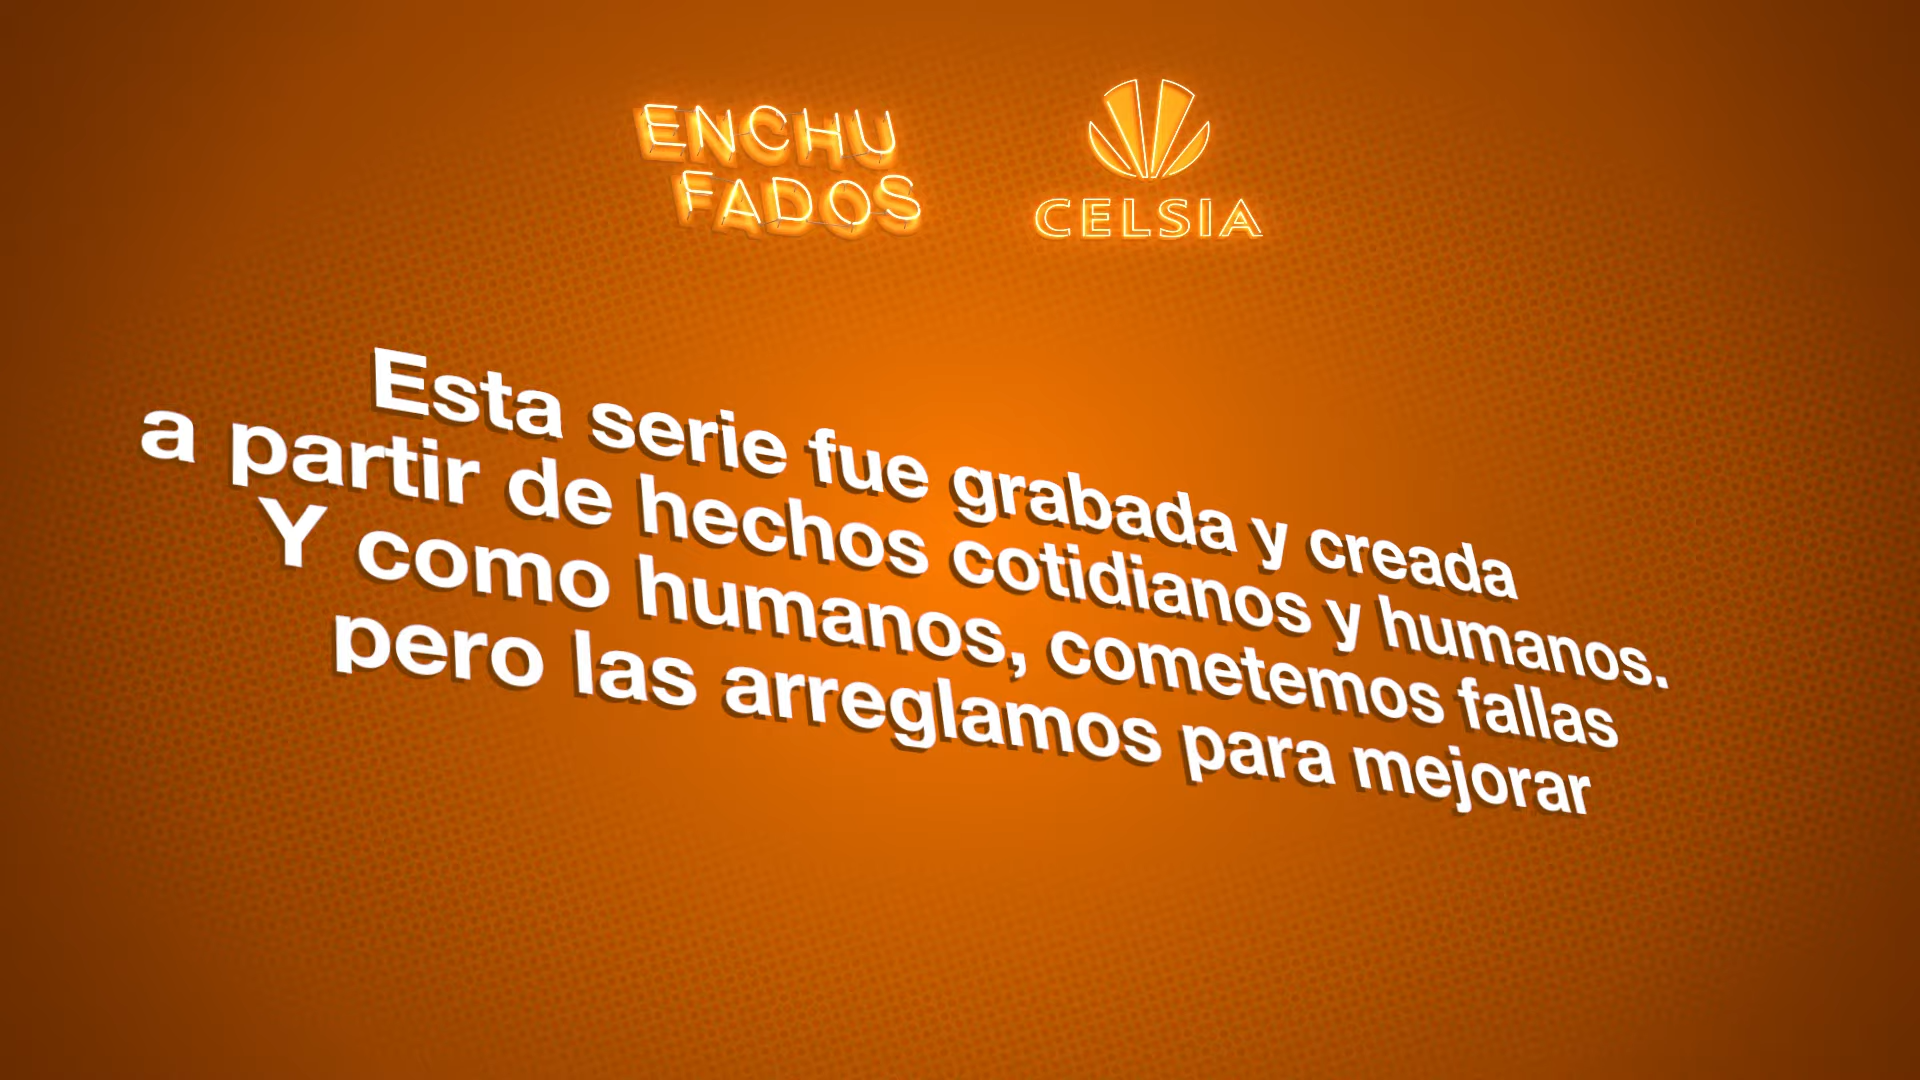 ENCHU
FADOS
CELSIA
Esta serie fue grabada y creada
a partir de hechos cotidianos y humanos.
Y como humanos, cometemos fallas
pero las arreglamos para mejorar